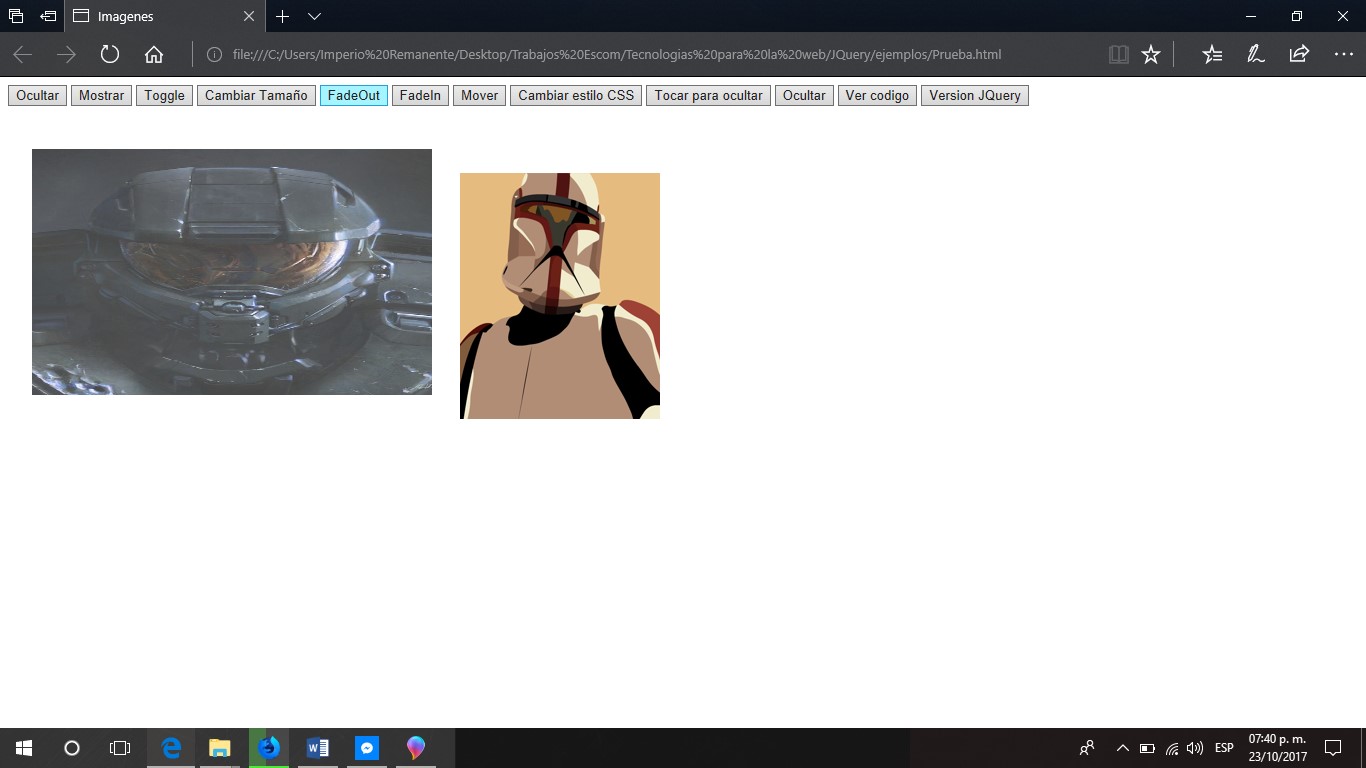 Imagenes
file:///C:/Users/Imperio%20Remanente/Desktop/Trabajos%20Escom/Tecnologias%20para%20la%20web/JQuery/ejemplos/Prueba.html
Ocultar Mostrar Toggle Cambiar Tamaño FadeOut FadeIn Mover Cambiar estilo CSS Tocar para ocultar Ocultar Ver codigo Version JQuery
ESP
07:40 p. m.
23/10/2017